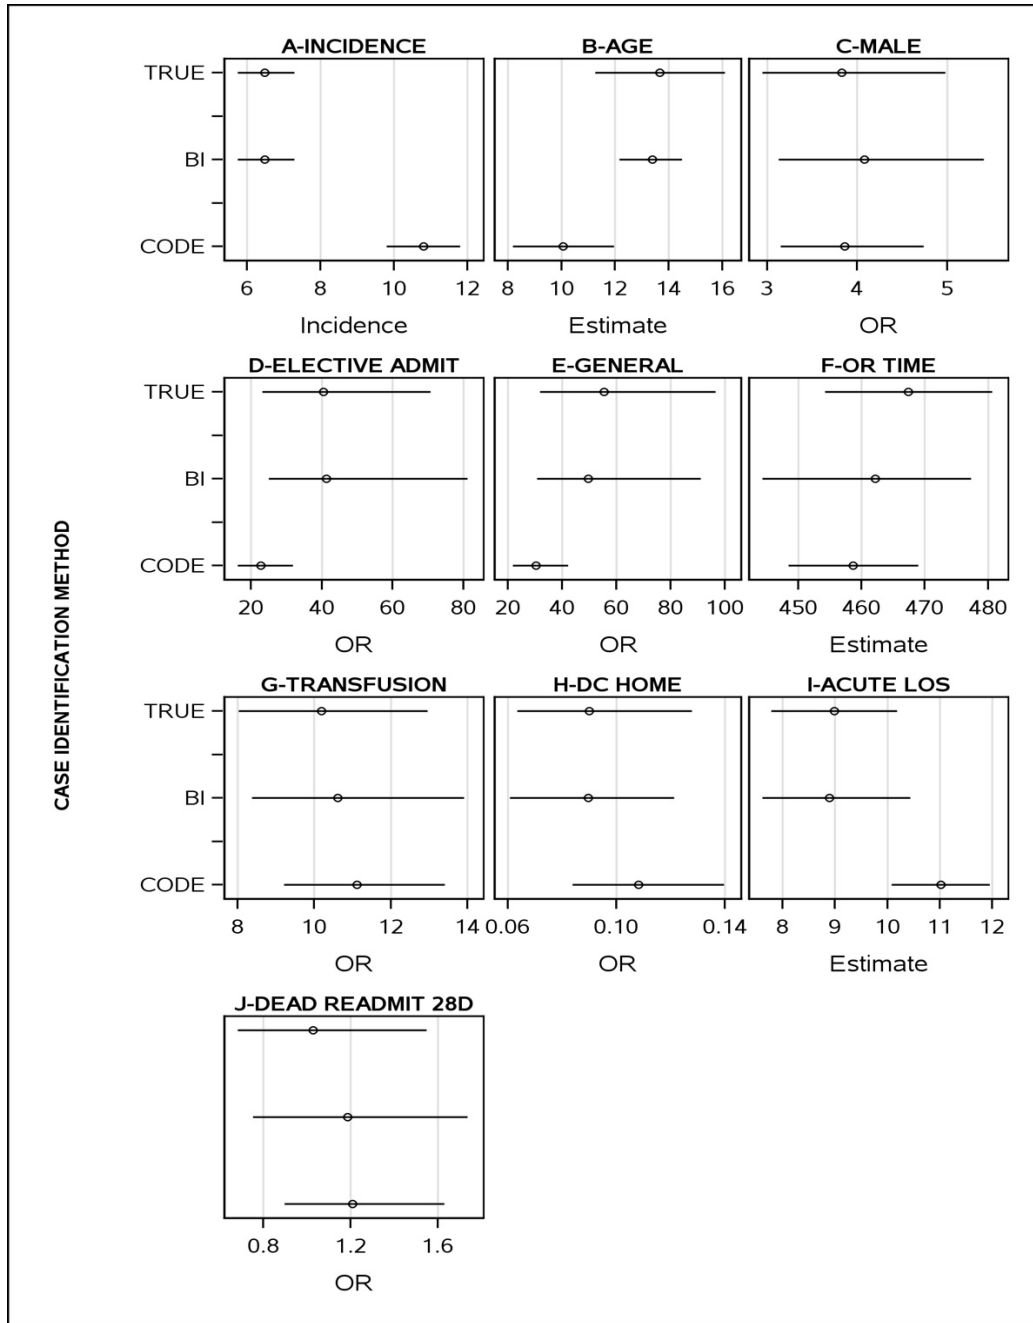 A-INCIDENCE B-AGE C-MALE
TRUE
BI
CODE
6 8 10 12 8 10 12 14 16 3 4 5
Incidence Estimate OR
D-ELECTIVE ADMIT E-GENERAL F-OR TIME
TRUE
BI
CODE
20 40 60 80 20 40 60 80 100 450 460 470 480
OR OR Estimate
CASE IDENTIFICATION METHOD
G-TRANSFUSION H-DC HOME I-ACUTE LOS
TRUE
BI
CODE
8 10 12 14 0.06 0.10 0.14 8 9 10 11 12
OR OR Estimate
J-DEAD READMIT 28D
0.8 1.2 1.6
OR